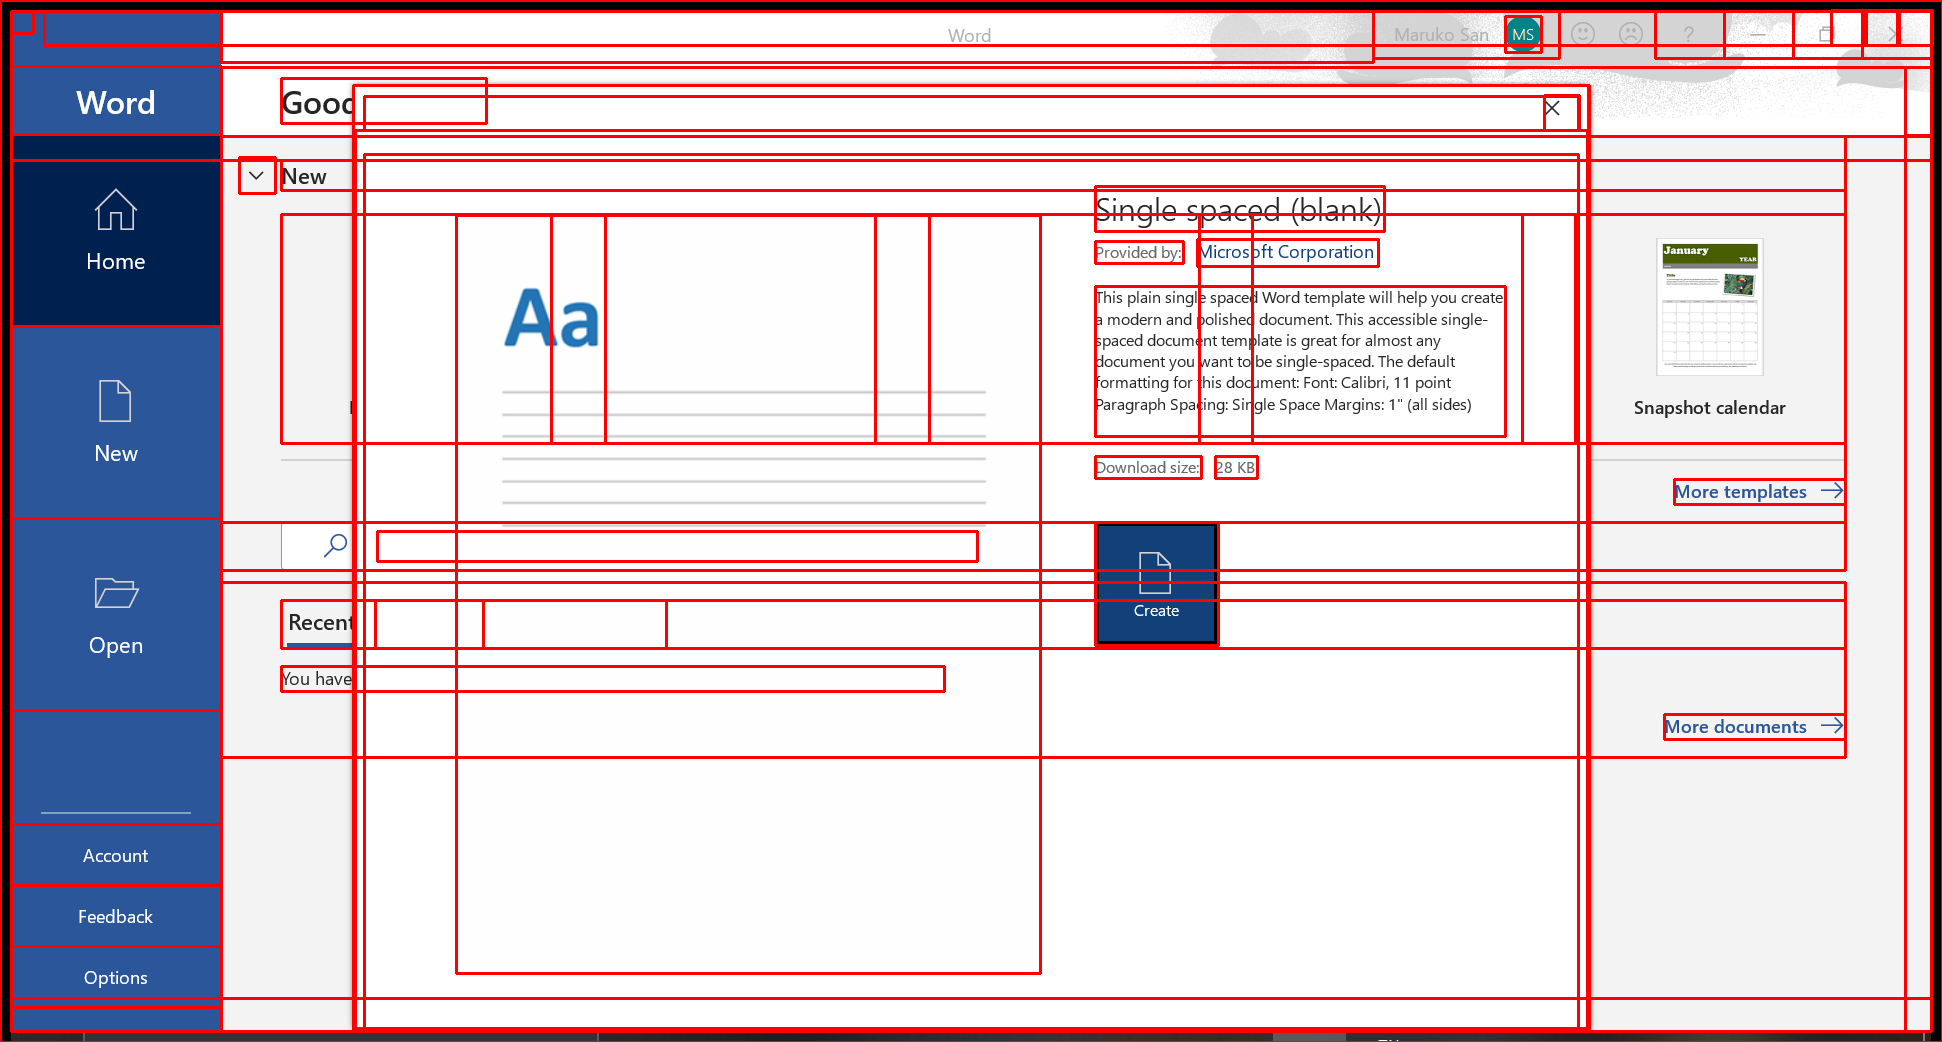 Word
Maruko San
MS
?
Word
Good
New
Home
New
Open
Account
Feedback
Options
Single spaced (blank)
Provided by: Microsoft Corporation
This plain single spaced Word template will help you create
a modern and polished document. This accessible single-
spaced document template is great for almost any
document you want to be single-spaced. The default
formatting for this document: Font: Calibri, 11 point
Paragraph Spacing: Single Space Margins: 1" (all sides)
Download size: 28 KB
Create
Aa
January
YEAR
Snapshot calendar
More templates
Recent
You have
More documents